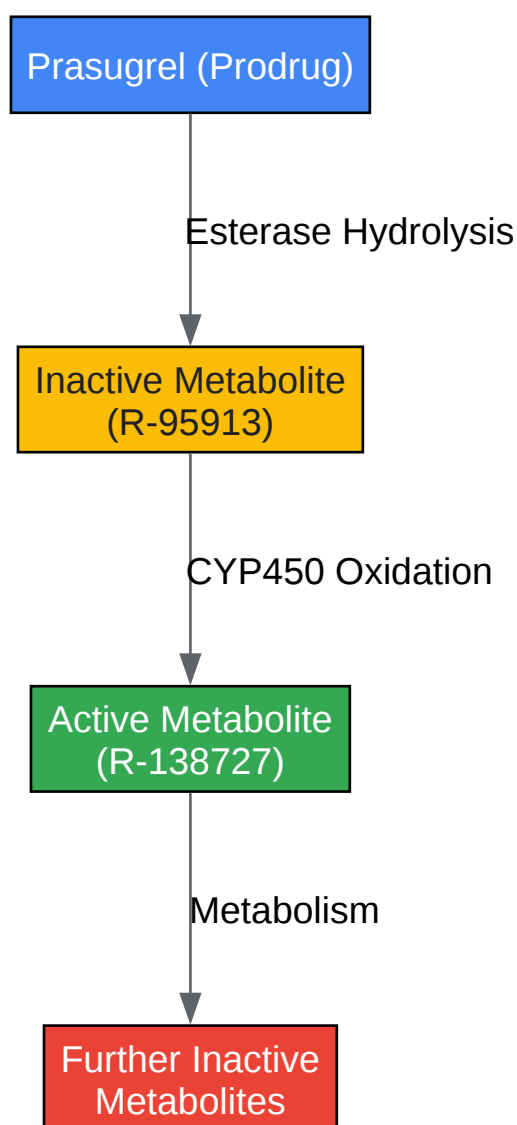 Prasugrel (Prodrug)
Esterase Hydrolysis
Inactive Metabolite
(R-95913)
CYP450 Oxidation
Active Metabolite
(R-138727)
Metabolism
Further Inactive
Metabolites